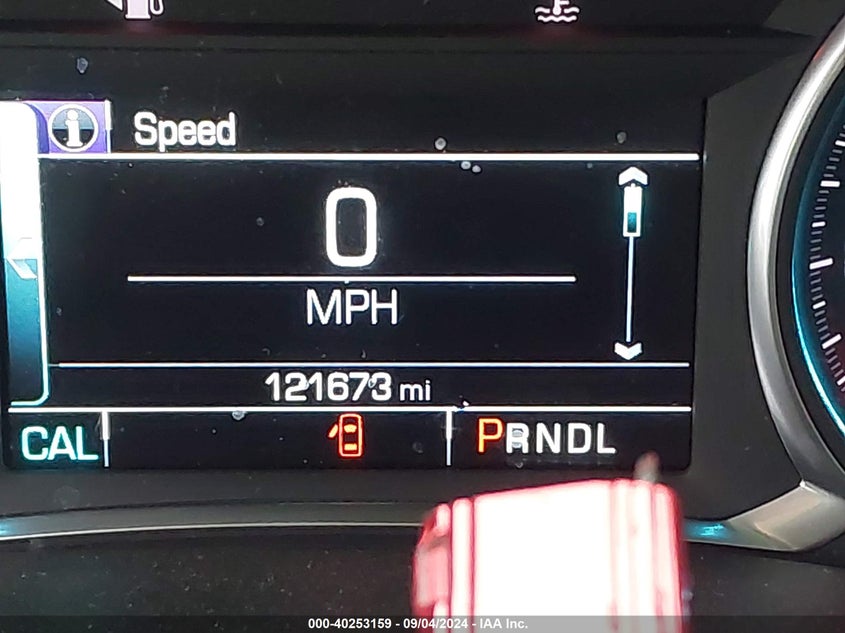 Speed
0
MPH
121673 mi
CAL
PRNDL
000-40253159 - 09/04/2024 - IAA Inc.